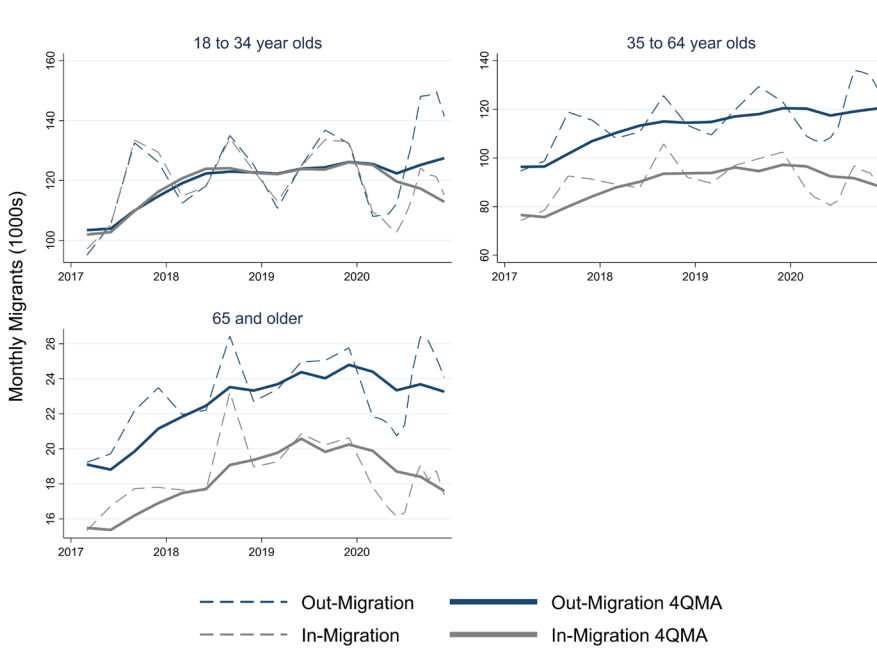 18 to 34 year olds
160
140
120
100
2017 2018 2019 2020
35 to 64 year olds
140
120
100
80
60
2017 2018 2019 2020
65 and older
26
24
22
20
18
16
2017 2018 2019 2020
Monthly Migrants (1000s)
Out-Migration Out-Migration 4QMA
In-Migration In-Migration 4QMA